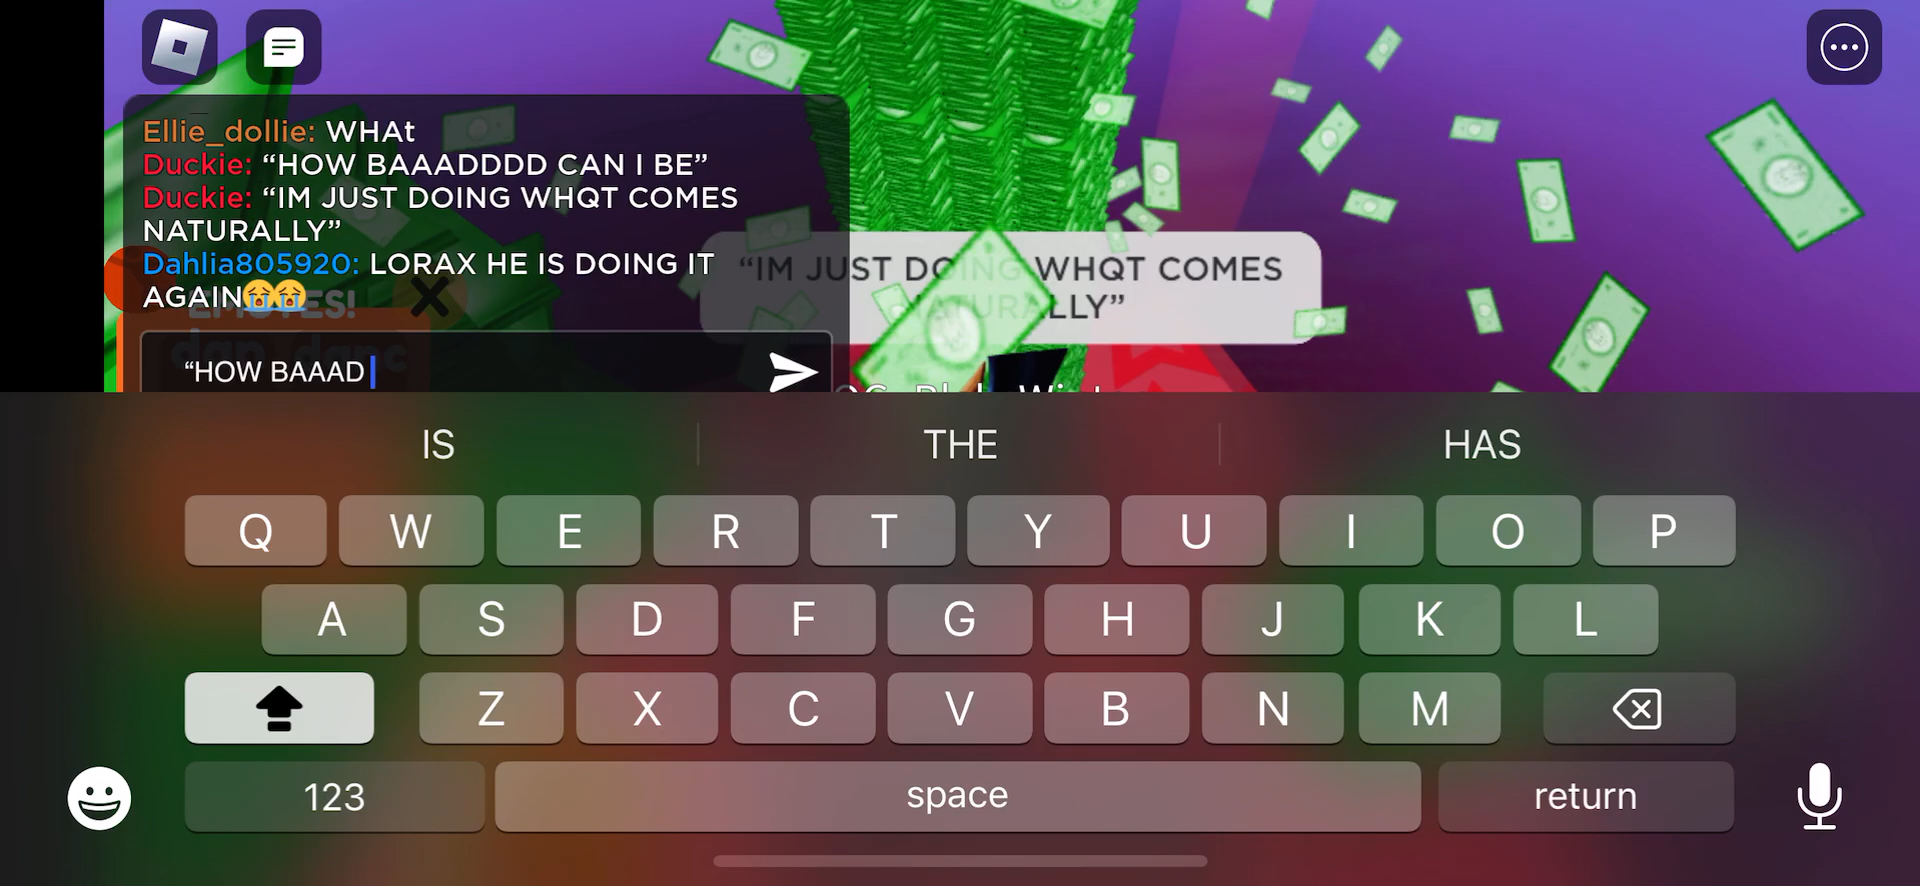 Ellie_dollie: WHAt
Duckie: “HOW BAAADDDD CAN I BE”
Duckie: “IM JUST DOING WHQT COMES
NATURALLY”
Dahlia805920: LORAX HE IS DOING IT
AGAIN😭😭
EMOTES!
“IM JUST DOING WHQT COMES
NATURALLY”
“HOW BAAAD
IS THE HAS
Q W E R T Y U I O P
A S D F G H J K L
Z X C V B N M
123 space return